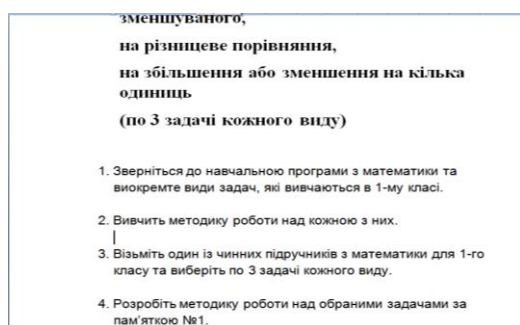 зменшуваного,
на різницеве порівняння,
на збільшення або зменшення на кілька
одиниць
(по 3 задачі кожного виду)
1. Зверніться до навчальною програми з математики та
виокремте види задач, які вивчаються в 1-му класі.
2. Вивчить методику роботи над кожною з них.
3. Візьміть один із чинних підручників з математики для 1-го
класу та виберіть по 3 задачі кожного виду.
4. Розробіть методику роботи над обраними задачами за
пам'яткою №1.